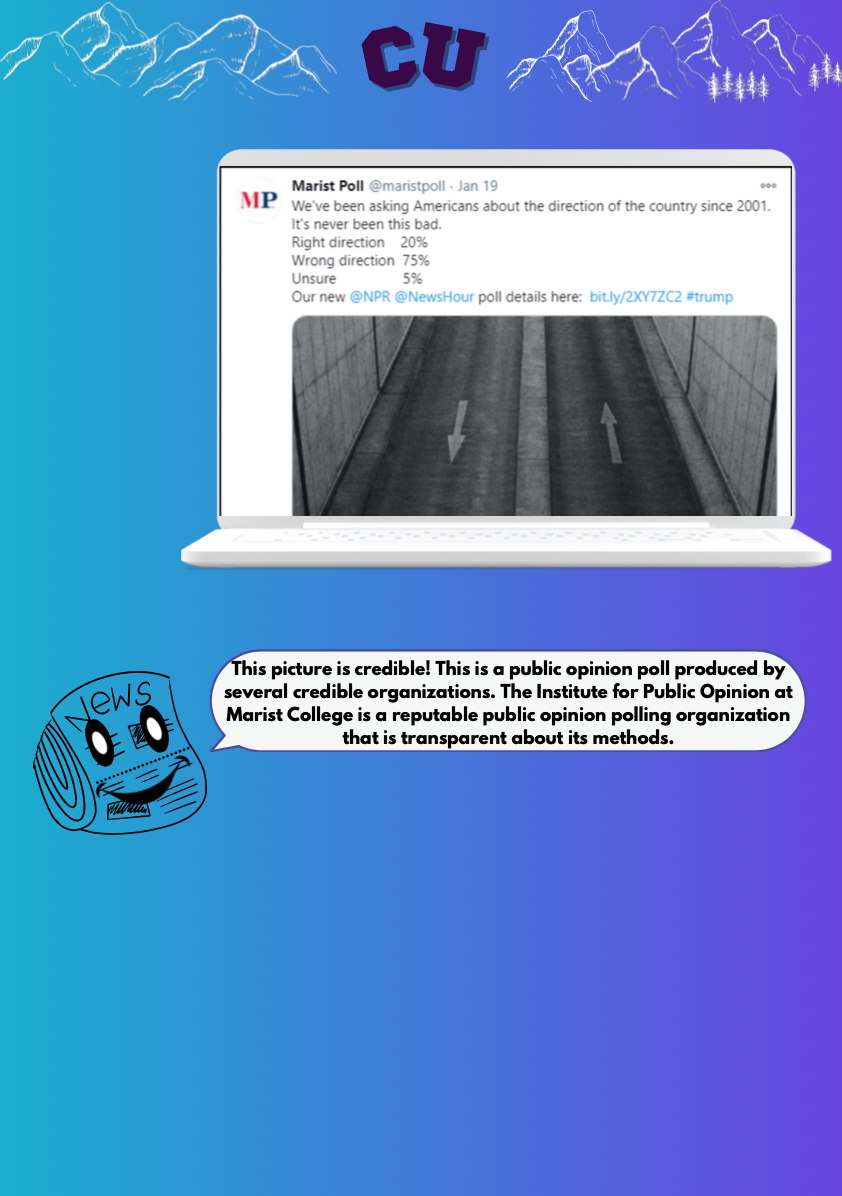 CU
Marist Poll @maristpoll · Jan 19
MP
We've been asking Americans about the direction of the country since 2001.
It's never been this bad.
Right direction 20%
Wrong direction 75%
Unsure 5%
Our new @NPR @NewsHour poll details here: bit.ly/2XY7ZC2 #trump
This picture is credible! This is a public opinion poll produced by
several credible organizations. The Institute for Public Opinion at
Marist College is a reputable public opinion polling organization
that is transparent about its methods.
News